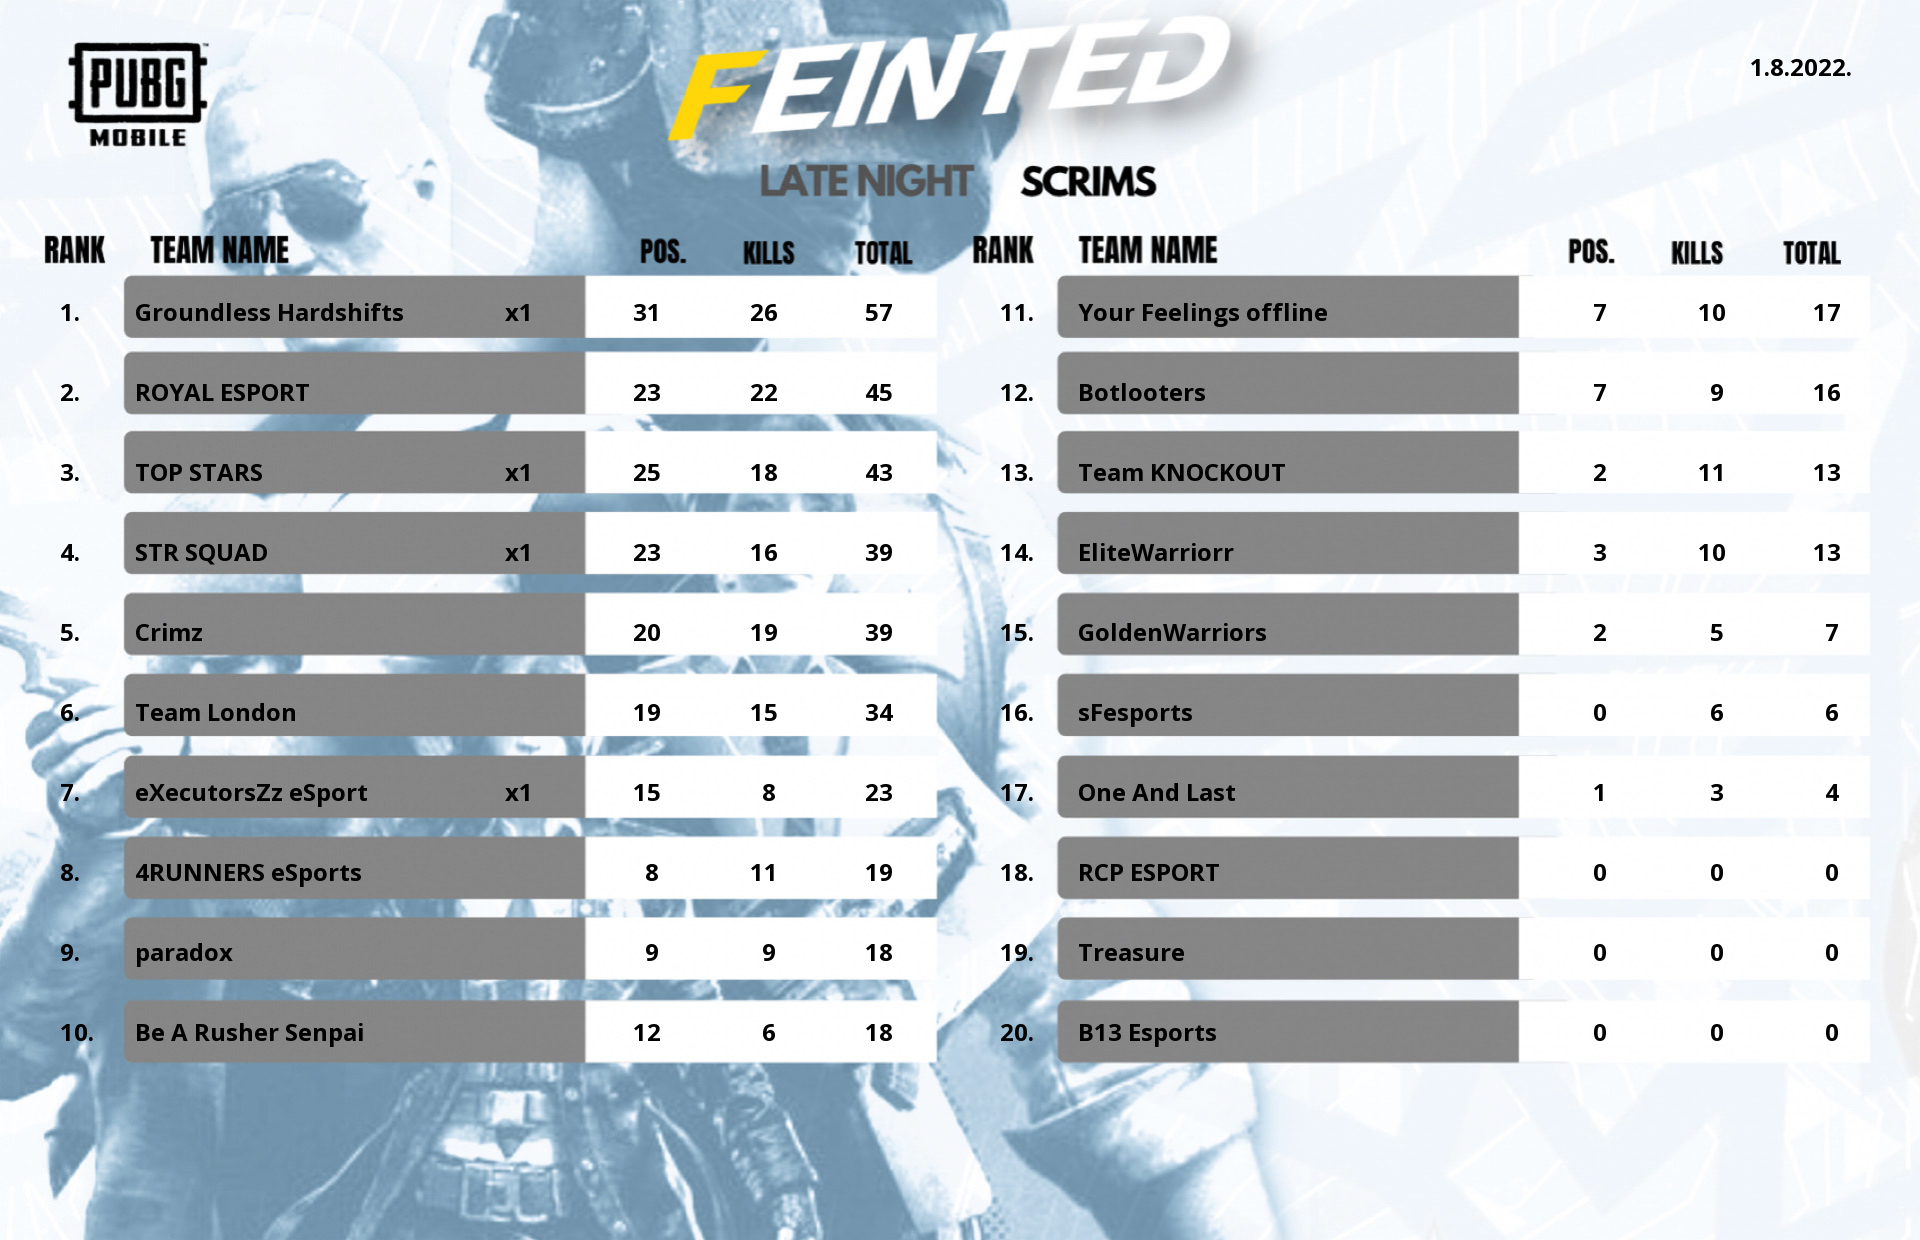 PUBG
MOBILE
FEINTED
LATE NIGHT SCRIMS
1.8.2022.
RANK TEAM NAME POS. KILLS TOTAL
1. Groundless Hardshifts x1 31 26 57
2. ROYAL ESPORT 23 22 45
3. TOP STARS x1 25 18 43
4. STR SQUAD x1 23 16 39
5. Crimz 20 19 39
6. Team London 19 15 34
7. eXecutorsZz eSport x1 15 8 23
8. 4RUNNERS eSports 8 11 19
9. paradox 9 9 18
10. Be A Rusher Senpai 12 6 18
RANK TEAM NAME POS. KILLS TOTAL
11. Your Feelings offline 7 10 17
12. Botlooters 7 9 16
13. Team KNOCKOUT 2 11 13
14. EliteWarriorr 3 10 13
15. GoldenWarriors 2 5 7
16. sFesports 0 6 6
17. One And Last 1 3 4
18. RCP ESPORT 0 0 0
19. Treasure 0 0 0
20. B13 Esports 0 0 0